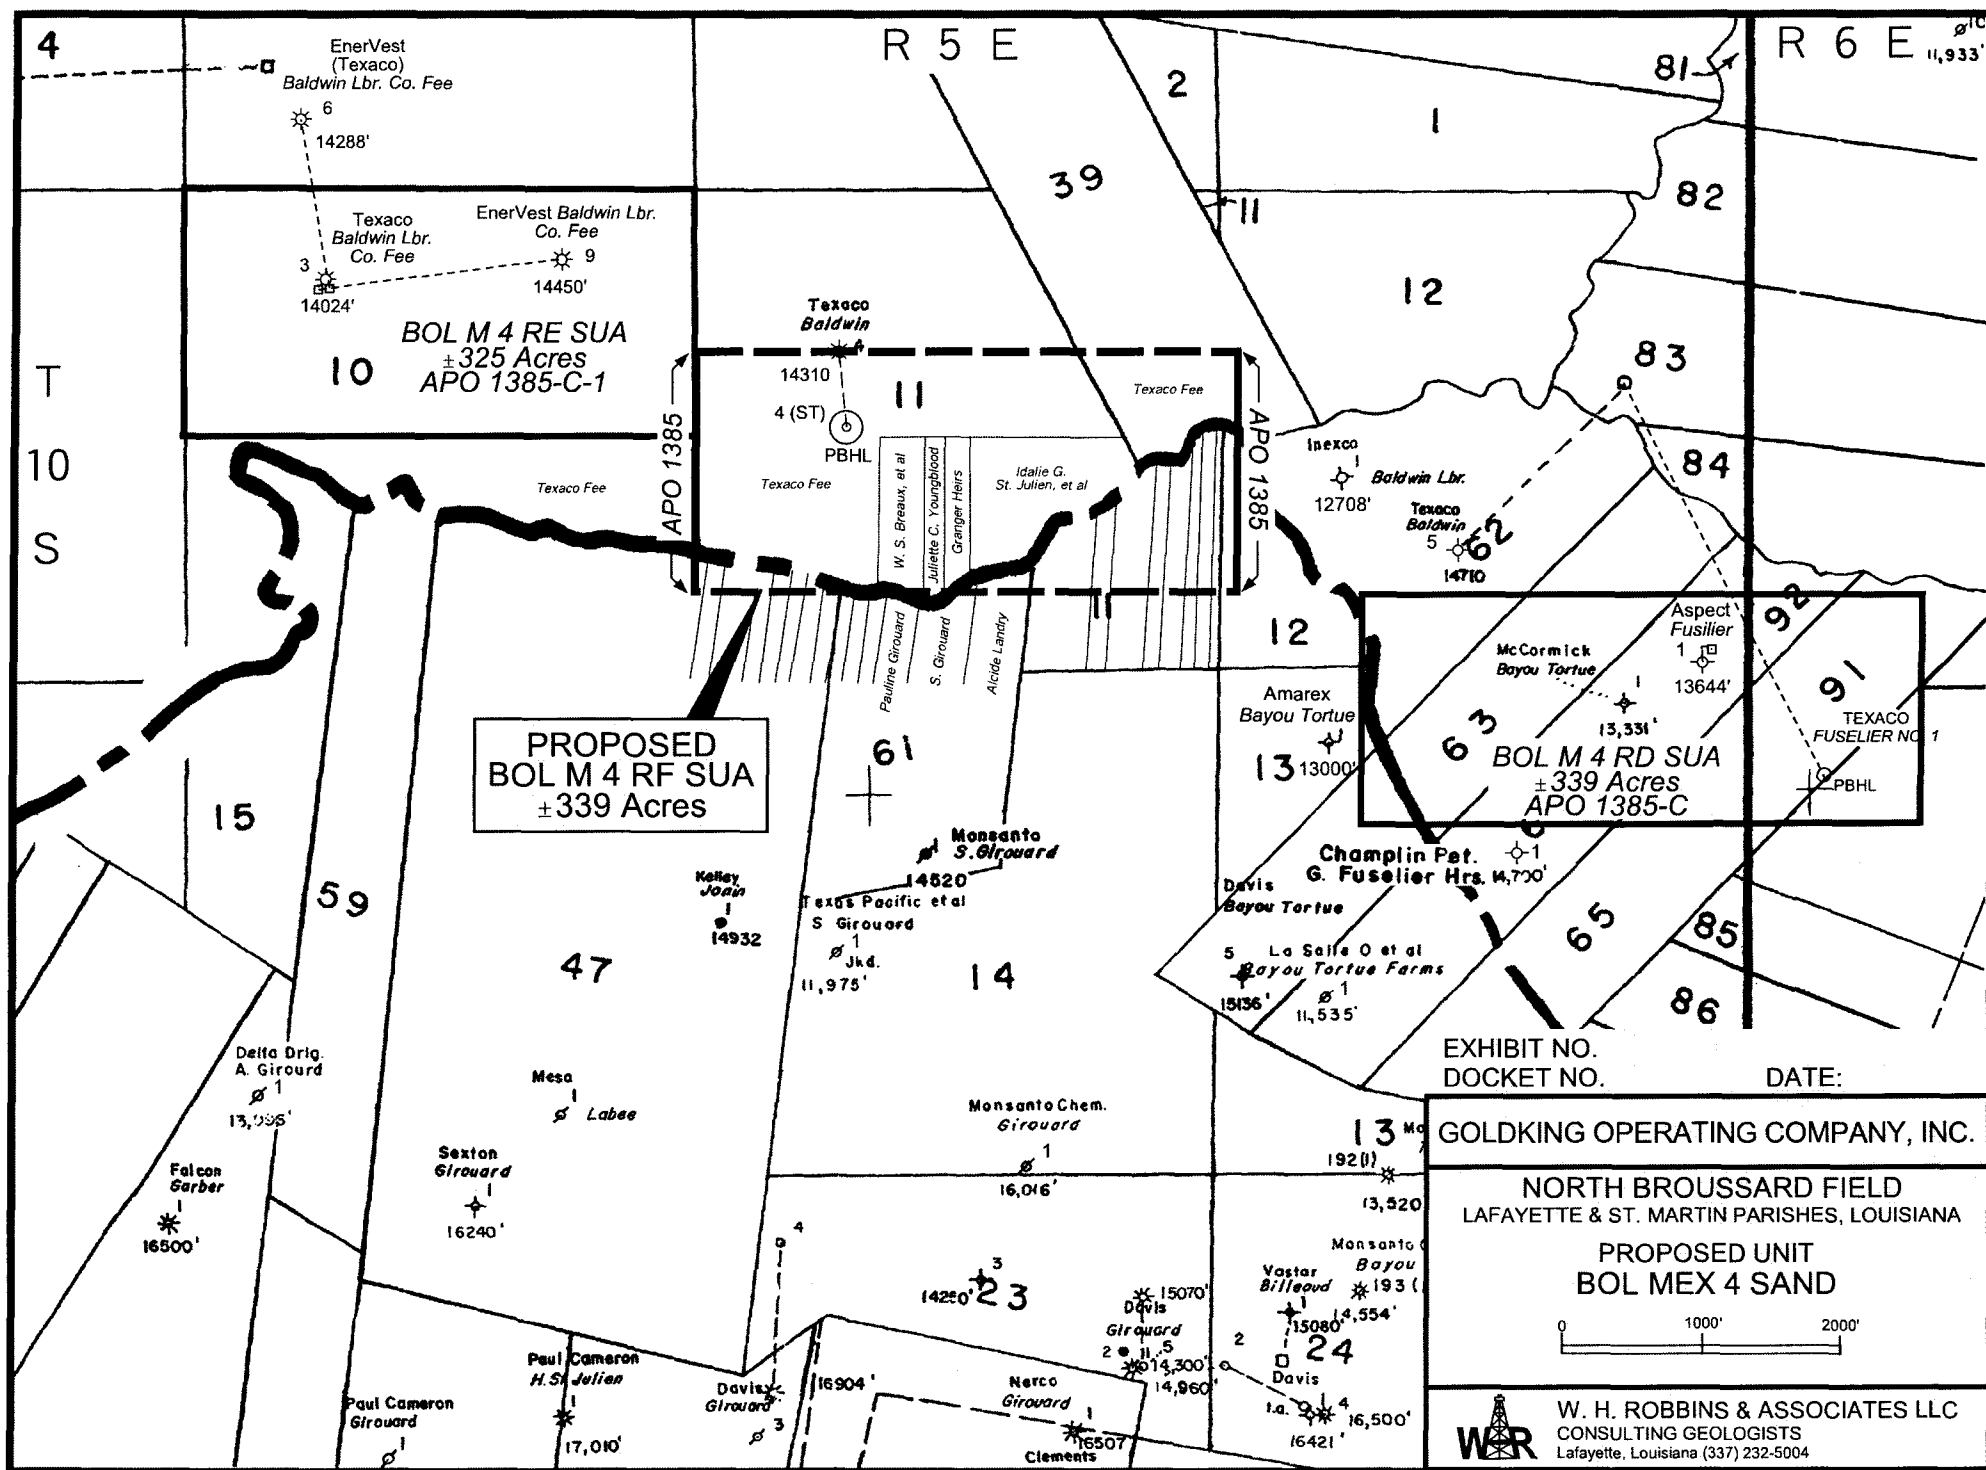 4
R 5 E
R 6 E
11,933'
EnerVest
(Texaco)
Baldwin Lbr. Co. Fee
6
14288'
2
1
81
82
39
11
Texaco
Baldwin Lbr.
Co. Fee
3
14024'
EnerVest Baldwin Lbr.
Co. Fee
9
14450'
BOL M 4 RE SUA
±325 Acres
APO 1385-C-1
10
T
10
S
Texaco
Baldwin
14310
4 (ST)
PBHL
11
Texaco Fee
12
83
84
APO 1385
APO 1385
Texaco Fee
Texaco Fee
W. S. Breaux, et al
Juliette C. Youngblood
Granger Heirs
Idalie G.
St. Julien, et al
Inexco
1
Baldwin Lbr.
12708'
Texaco
Baldwin
5
62
14710
11
12
Pauline Girouard
S. Girouard
Alcide Landry
Aspect
Fusilier
1
13644'
92
91
McCormick
Bayou Tortue
1
13,331'
TEXACO
FUSELIER NO. 1
PBHL
63
BOL M 4 RD SUA
±339 Acres
APO 1385-C
Amarex
Bayou Tortue
1
13
13000'
PROPOSED
BOL M 4 RF SUA
±339 Acres
61
15
59
47
14
Monsanto
1 S. Girouard
14520
Kelley
Joain
1
14932
Texas Pacific et al
S Girouard
1
Jkd.
11,975'
Champlin Pet.
G. Fuselier Hrs.
1
14,700'
Davis
Bayou Tortue
5
15136'
La Salle O et al
Bayou Tortue Farms
1
11,535'
65
85
86
Delta Drlg.
A. Girourd
1
Mesa
1
Labee
Monsanto Chem.
Girouard
1
16,016'
Sexton
Girouard
1
16240'
Falcon
Garber
1
16500'
13
192(1)
13,520
4
3
23
15070'
Davis
Girouard
2
14,300'
14,960'
Vastar
Billeaud
1
15080'
Monsanto
Bayou
193
14,554'
24
2
Davis
t.a.
4
16,500'
16421'
Paul Cameron
H. St Julien
1
17,010'
Paul Cameron
Girouard
1
Davis
Girouard
3
16904'
Nerco
Girouard
1
16507
Clements
EXHIBIT NO.
DOCKET NO.
DATE:
GOLDKING OPERATING COMPANY, INC.
NORTH BROUSSARD FIELD
LAFAYETTE & ST. MARTIN PARISHES, LOUISIANA
PROPOSED UNIT
BOL MEX 4 SAND
0 1000' 2000'
WR
W. H. ROBBINS & ASSOCIATES LLC
CONSULTING GEOLOGISTS
Lafayette, Louisiana (337) 232-5004